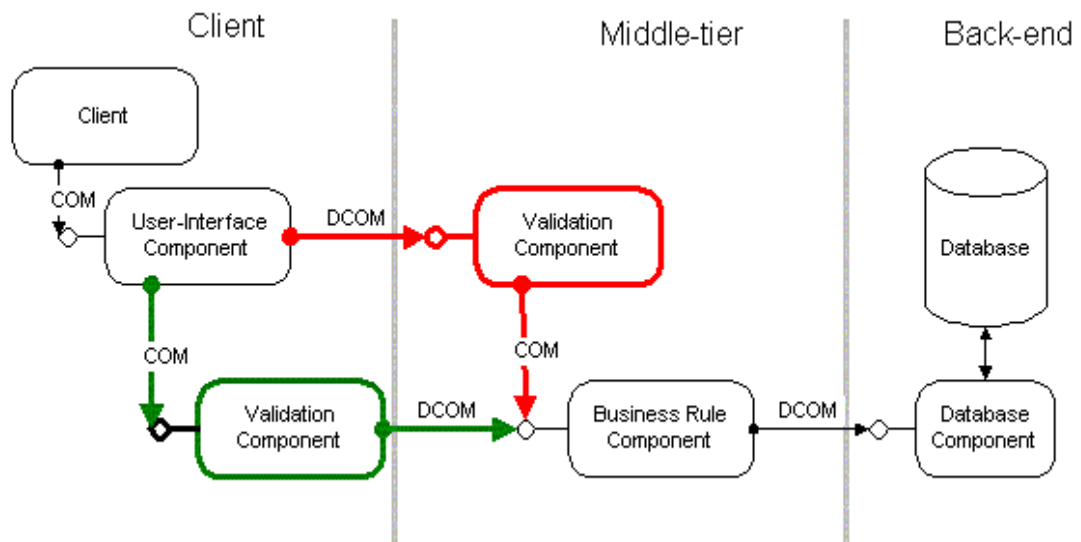 Client
Middle-tier
Back-end
Client
COM
User-Interface
Component
DCOM
Validation
Component
Database
COM
COM
Validation
Component
DCOM
Business Rule
Component
DCOM
Database
Component